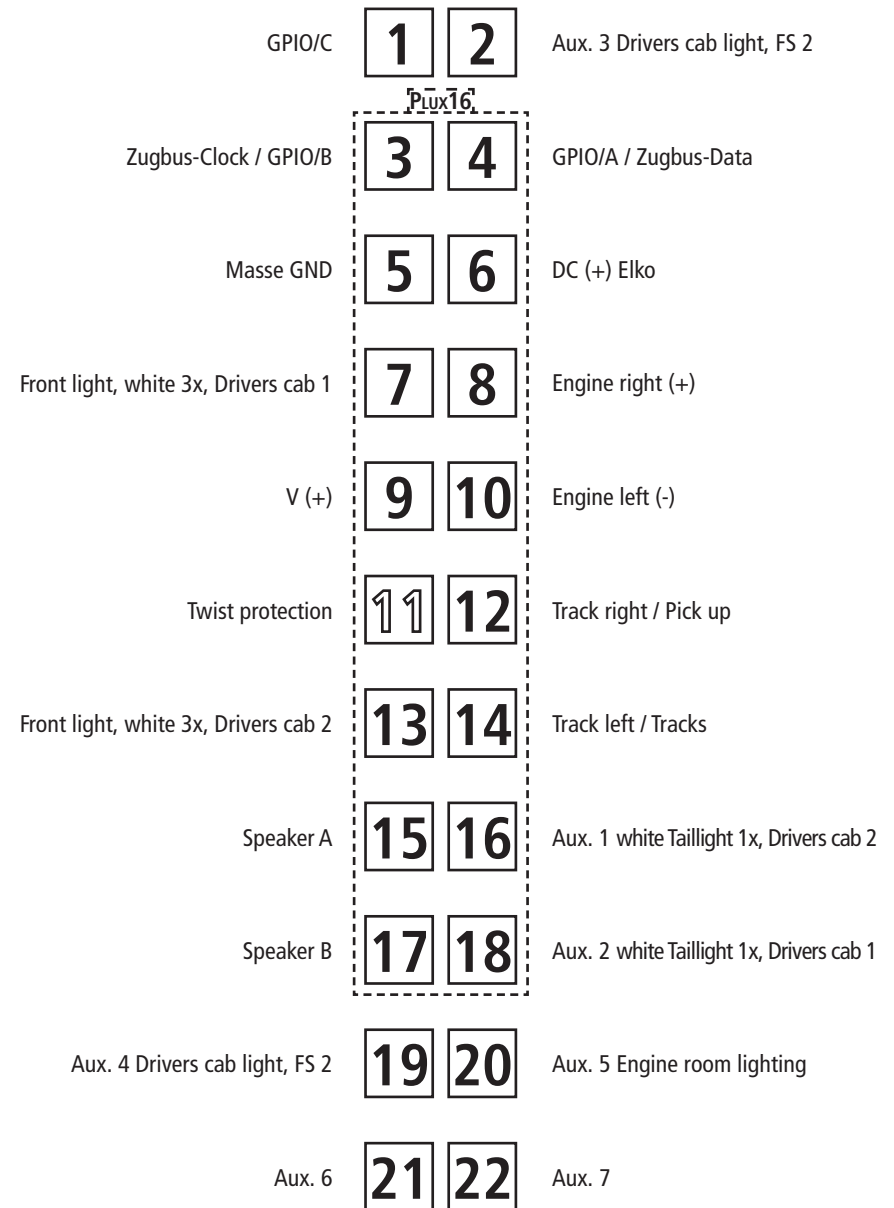 GPIO/C 1 2 Aux. 3 Drivers cab light, FS 2
PLUX16
Zugbus-Clock / GPIO/B 3 4 GPIO/A / Zugbus-Data
Masse GND 5 6 DC (+) Elko
Front light, white 3x, Drivers cab 1 7 8 Engine right (+)
V (+) 9 10 Engine left (-)
Twist protection 11 12 Track right / Pick up
Front light, white 3x, Drivers cab 2 13 14 Track left / Tracks
Speaker A 15 16 Aux. 1 white Taillight 1x, Drivers cab 2
Speaker B 17 18 Aux. 2 white Taillight 1x, Drivers cab 1
Aux. 4 Drivers cab light, FS 2 19 20 Aux. 5 Engine room lighting
Aux. 6 21 22 Aux. 7